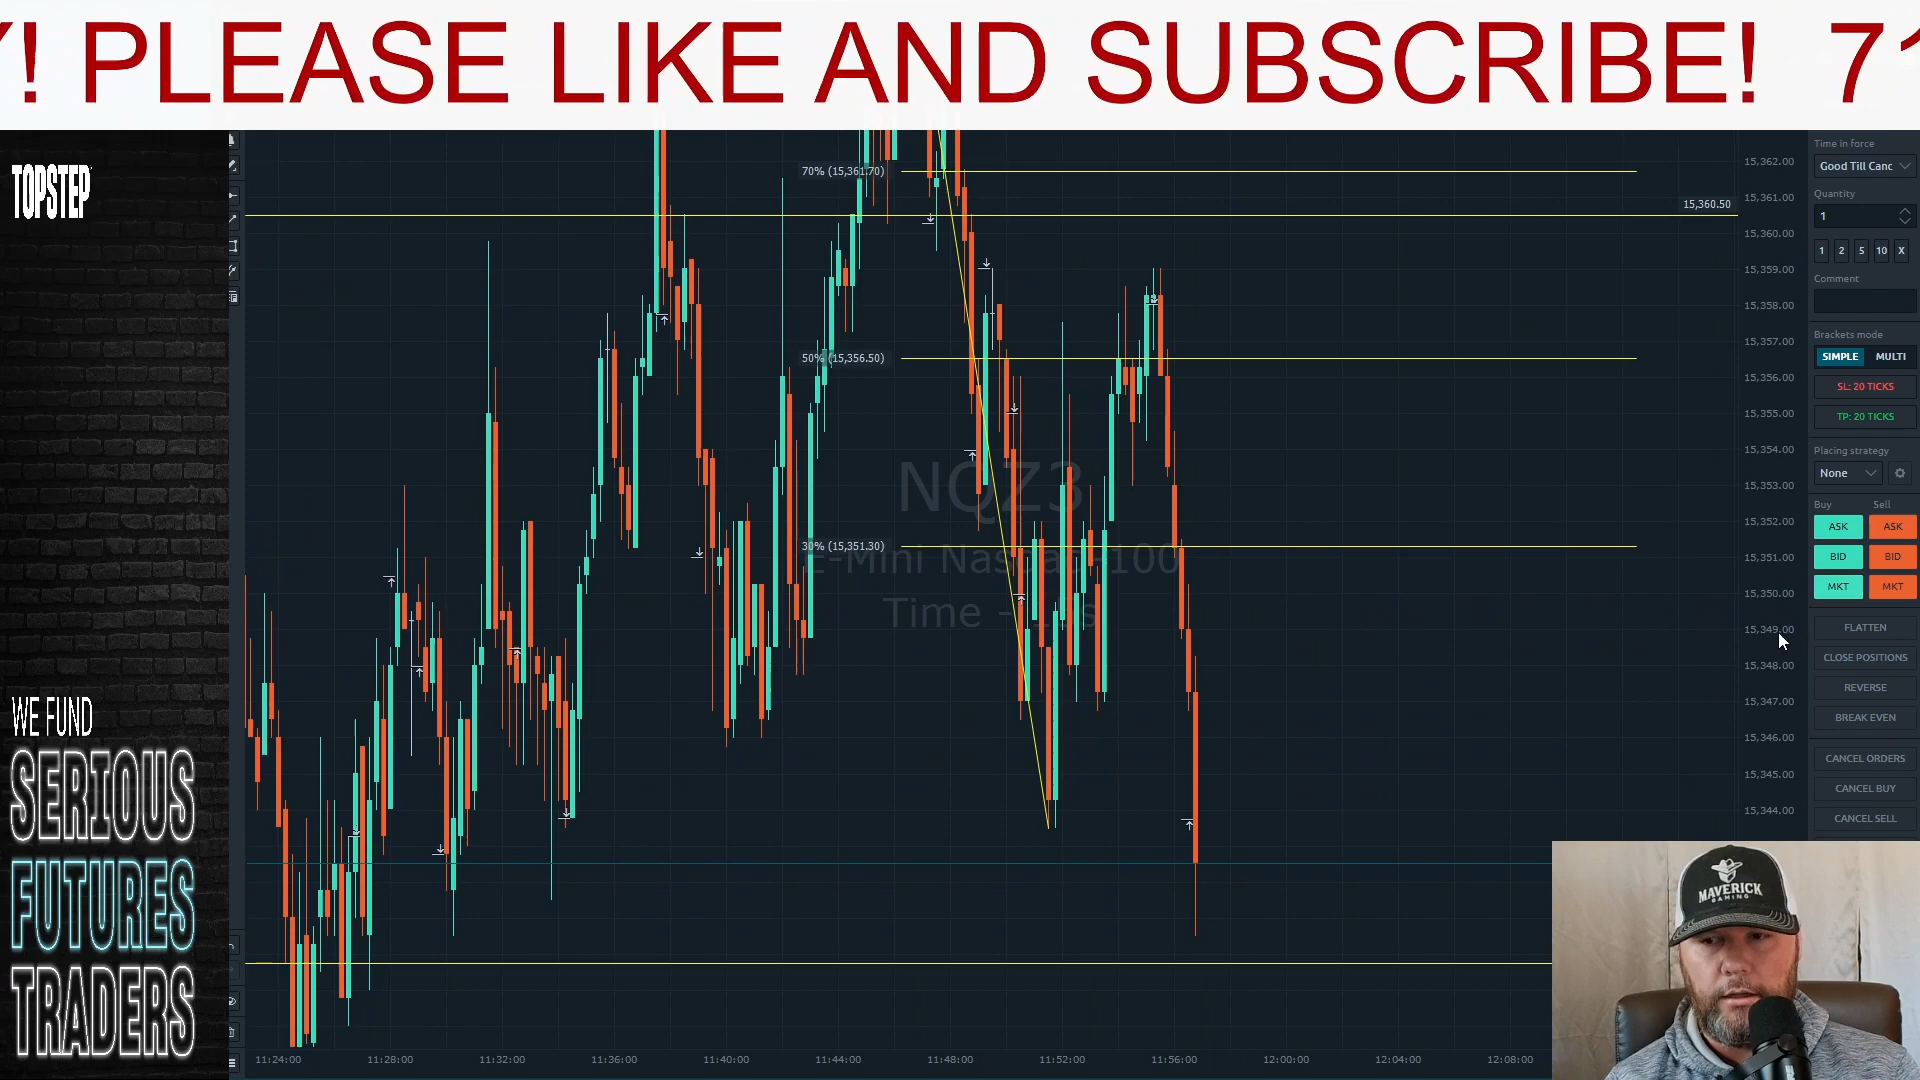 Y! PLEASE LIKE AND SUBSCRIBE! 71
TOPSTEP
WE FUND
SERIOUS
FUTURES
TRADERS
70% (15,361.70)
50% (15,356.50)
30% (15,351.30)
15,360.50
NQZ3
E-Mini Nasdaq-100
Time - 15s
15,362.00
15,361.00
15,360.00
15,359.00
15,358.00
15,357.00
15,356.00
15,355.00
15,354.00
15,353.00
15,352.00
15,351.00
15,350.00
15,349.00
15,348.00
15,347.00
15,346.00
15,345.00
15,344.00
11:24:00 11:28:00 11:32:00 11:36:00 11:40:00 11:44:00 11:48:00 11:52:00 11:56:00 12:00:00 12:04:00 12:08:00
Time in force
Good Till Canc
Quantity
1
1 2 5 10 X
Comment
Brackets mode
SIMPLE MULTI
SL: 20 TICKS
TP: 20 TICKS
Placing strategy
None
Buy Sell
ASK ASK
BID BID
MKT MKT
FLATTEN
CLOSE POSITIONS
REVERSE
BREAK EVEN
CANCEL ORDERS
CANCEL BUY
CANCEL SELL
MAVERICK
GAMING